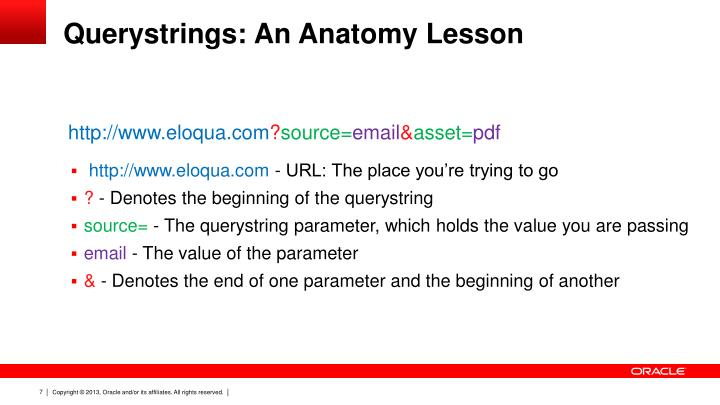 Querystrings: An Anatomy Lesson
http://www.eloqua.com?source=email&asset=pdf
▪ http://www.eloqua.com - URL: The place you’re trying to go
▪ ? - Denotes the beginning of the querystring
▪ source= - The querystring parameter, which holds the value you are passing
▪ email - The value of the parameter
▪ & - Denotes the end of one parameter and the beginning of another
ORACLE
7 | Copyright © 2013, Oracle and/or its affiliates. All rights reserved. |